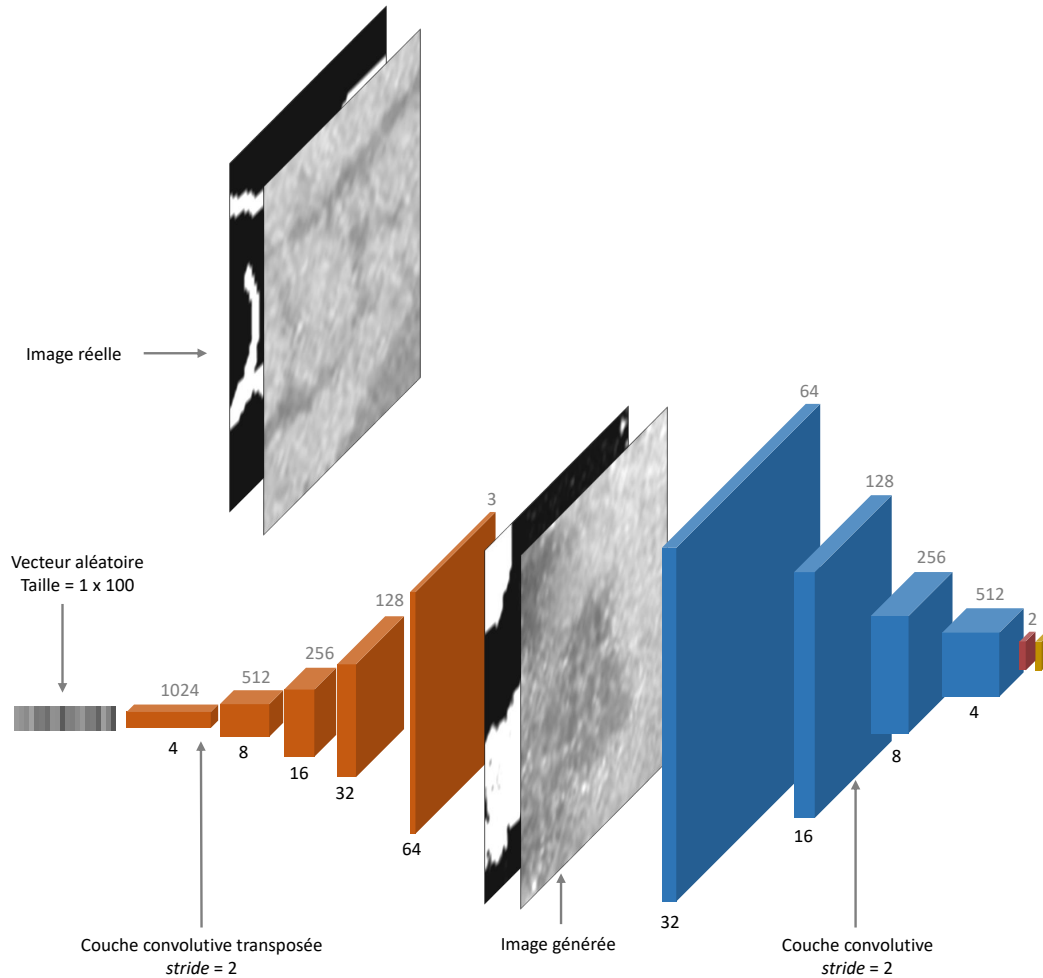 Image réelle
64
128
3
Vecteur aléatoire
Taille = 1 x 100
256
128
512
256
2
512
1024
4
8
4
8
16
32
16
64
32
Couche convolutive transposée
stride = 2
Image générée
Couche convolutive
stride = 2